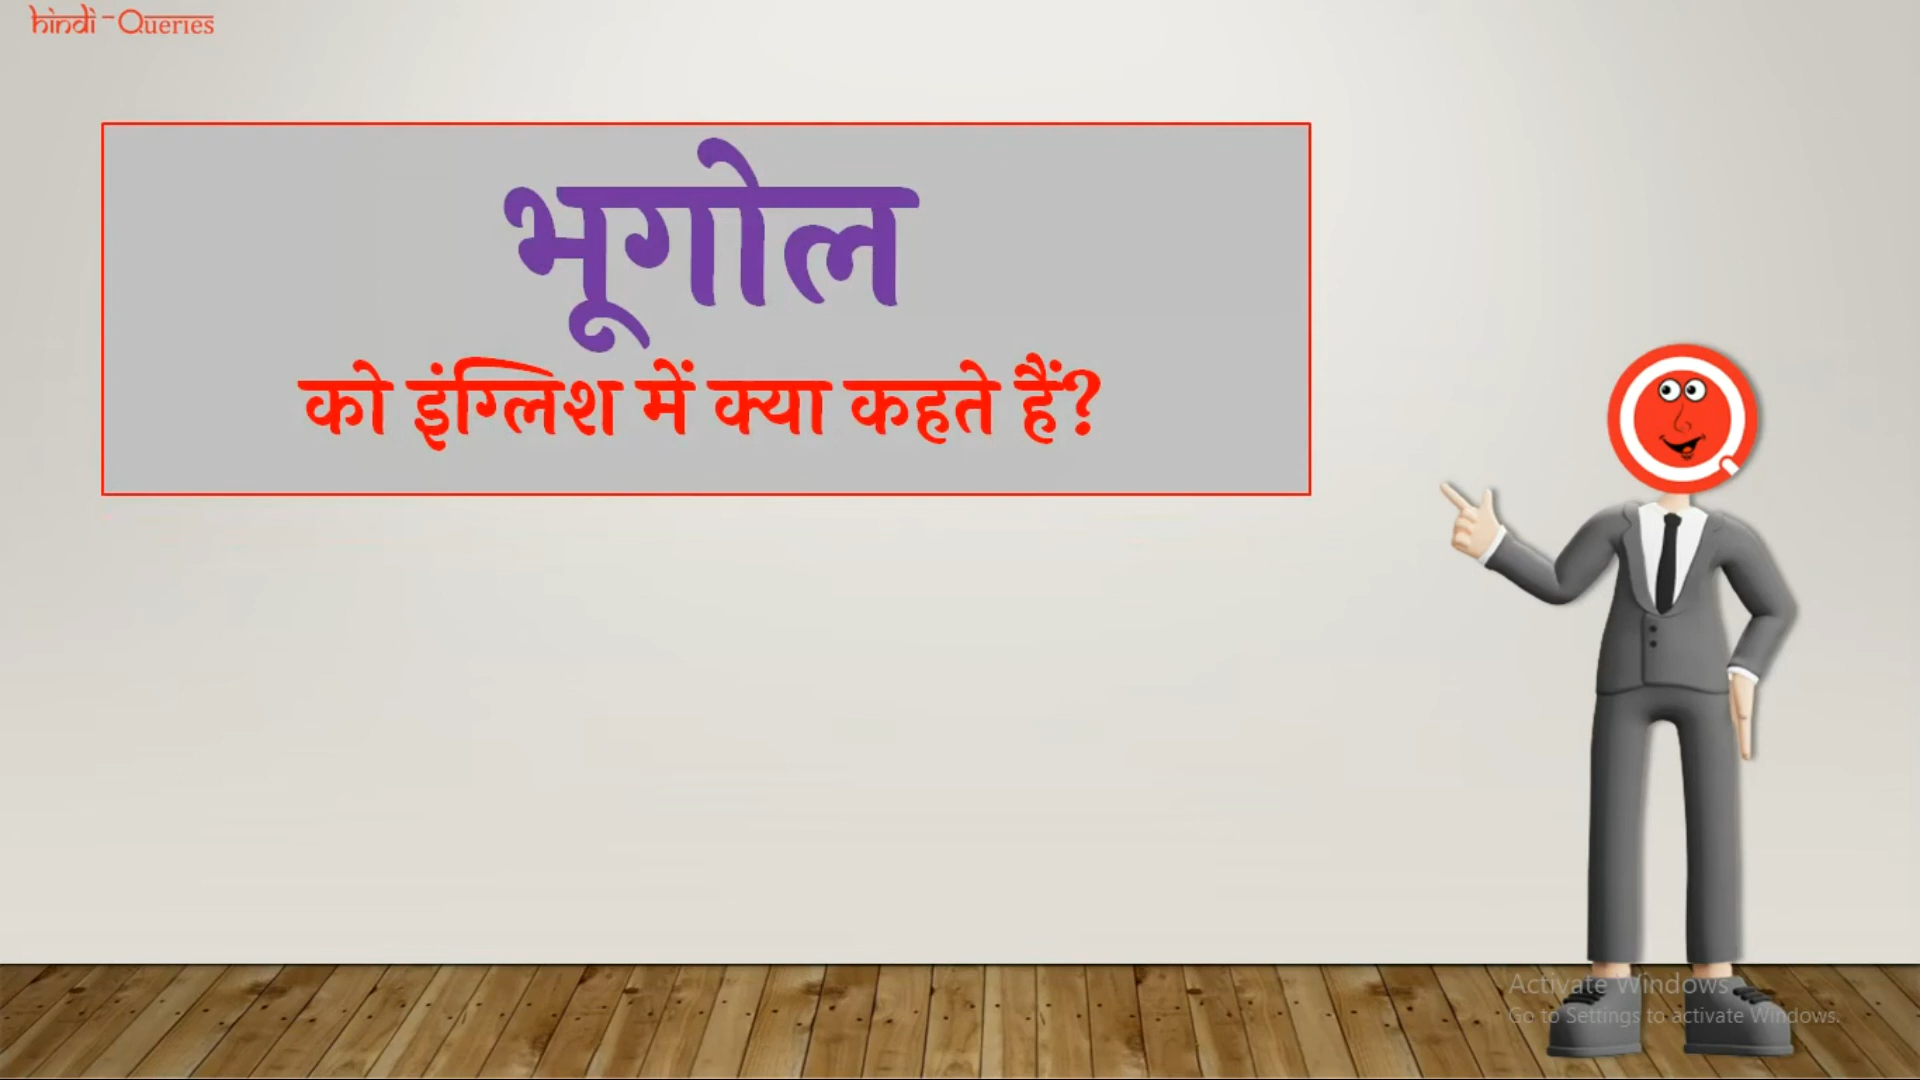 hindi-Queries
भूगोल
को इंग्लिश में क्या कहते हैं?
Activate Windows
Go to Settings to activate Windows.